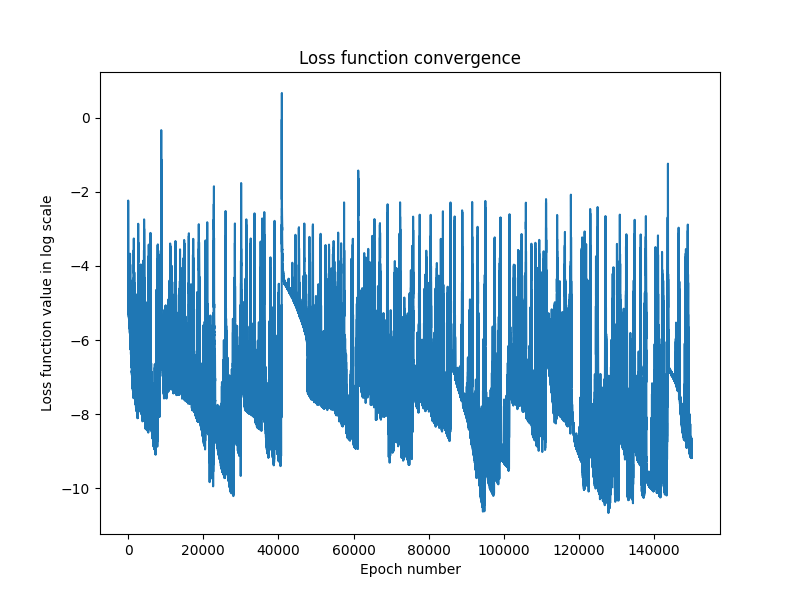 Loss function convergence
Loss function value in log scale
0
−2
−4
−6
−8
−10
0 20000 40000 60000 80000 100000 120000 140000
Epoch number